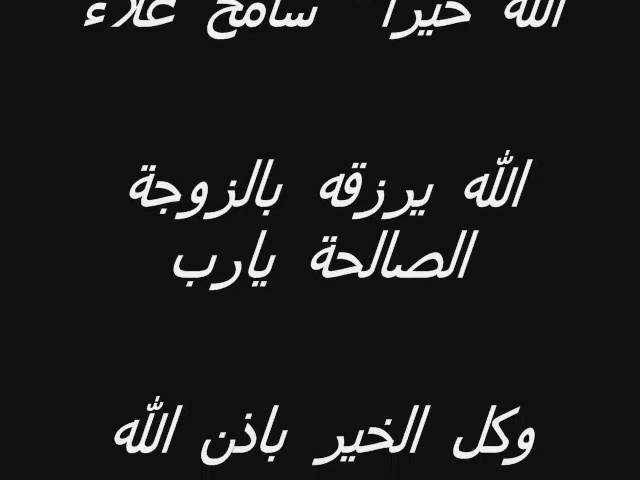 الله خيرا سامح علاء
الله يرزقه بالزوجة
الصالحة يارب
وكل الخير باذن الله